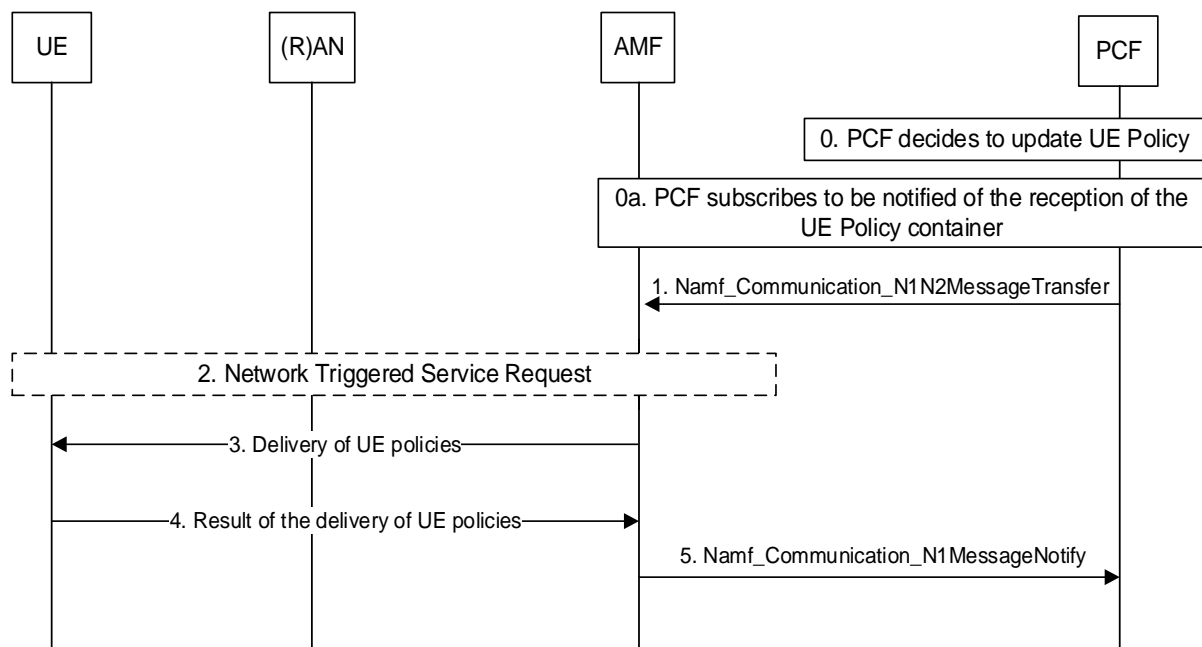 UE
(R)AN
AMF
PCF
0. PCF decides to update UE Policy
0a. PCF subscribes to be notified of the reception of the
UE Policy container
1. Namf_Communication_N1N2MessageTransfer
2. Network Triggered Service Request
3. Delivery of UE policies
4. Result of the delivery of UE policies
5. Namf_Communication_N1MessageNotify